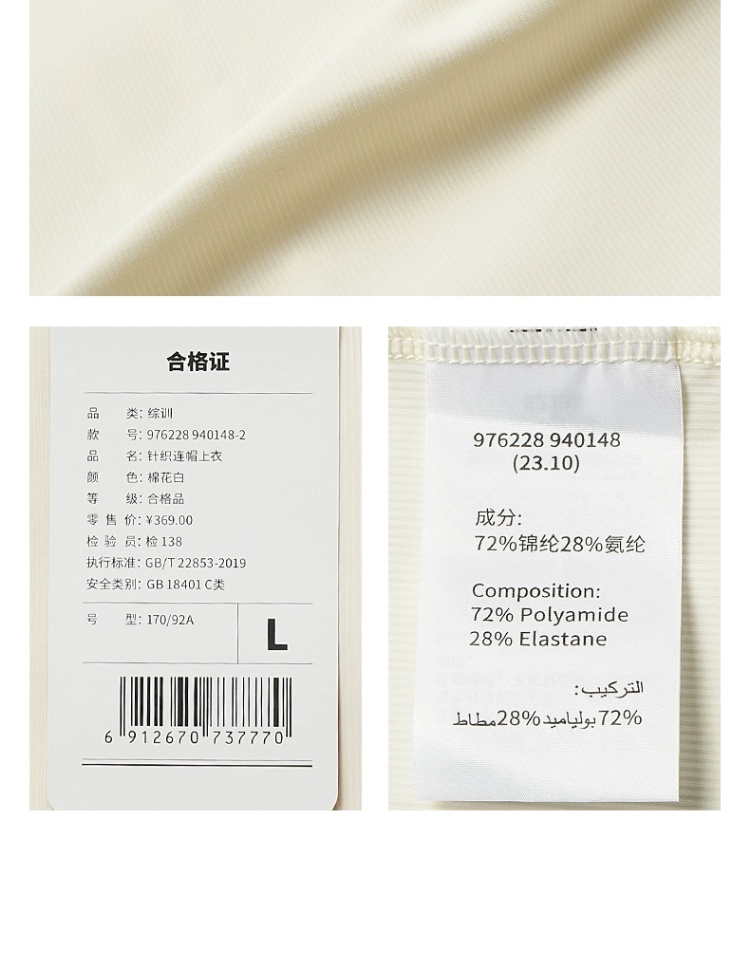 合格证
品 类: 综训
款 号: 976228 940148-2
品 名: 针织连帽上衣
颜 色: 棉花白
等 级: 合格品
零 售 价: ¥369.00
检 验 员: 检 138
执行标准: GB/T 22853-2019
安全类别: GB 18401 C类
号 型: 170/92A
L
6 912670 737770
976228 940148
(23.10)
成分:
72%锦纶28%氨纶
Composition:
72% Polyamide
28% Elastane
التركيب:
72%بولياميد28%مطاط